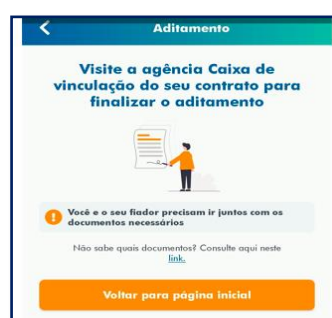 Aditamento
Visite a agência Caixa de
vinculação do seu contrato para
finalizar o aditamento
Você e o seu fiador precisam ir juntos com os
documentos necessários
Não sabe quais documentos? Consulte aqui neste
link.
Voltar para página inicial